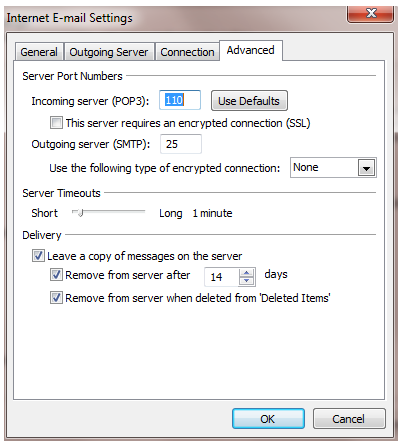 Internet E-mail Settings
General Outgoing Server Connection Advanced
Server Port Numbers
Incoming server (POP3): 110 Use Defaults
This server requires an encrypted connection (SSL)
Outgoing server (SMTP): 25
Use the following type of encrypted connection: None
Server Timeouts
Short Long 1 minute
Delivery
Leave a copy of messages on the server
Remove from server after 14 days
Remove from server when deleted from 'Deleted Items'
OK Cancel